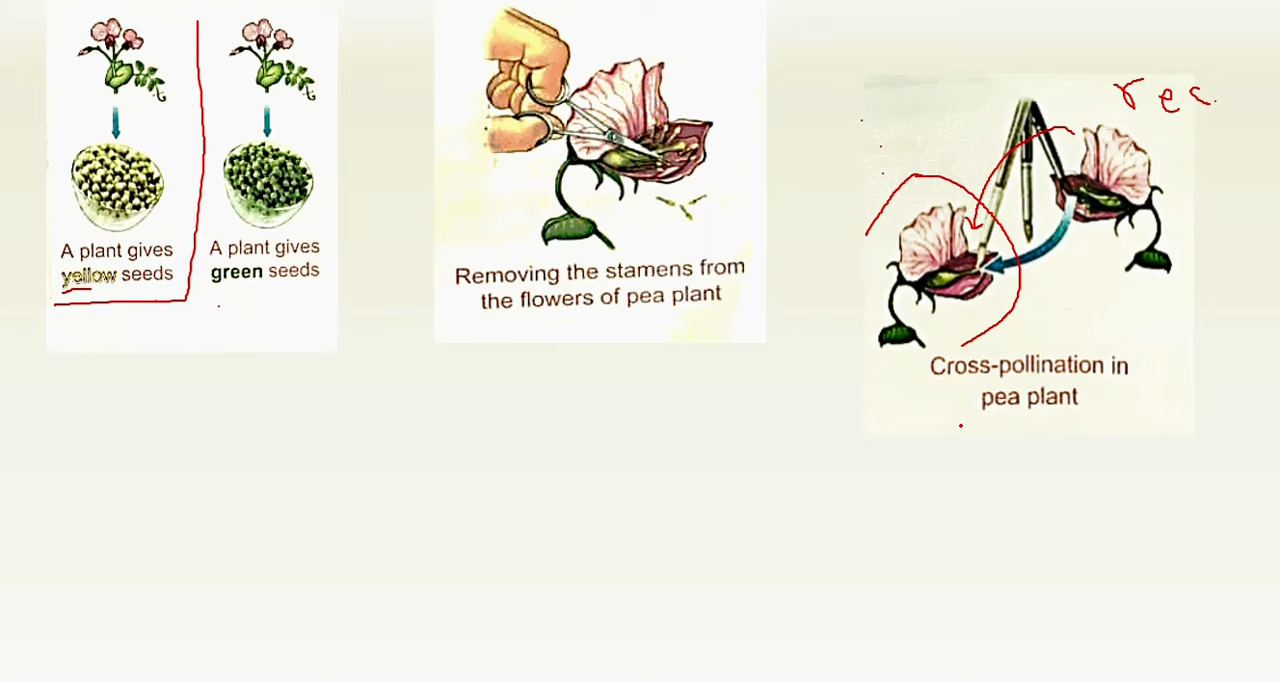 A plant gives
yellow seeds
A plant gives
green seeds
Removing the stamens from
the flowers of pea plant
rec
Cross-pollination in
pea plant